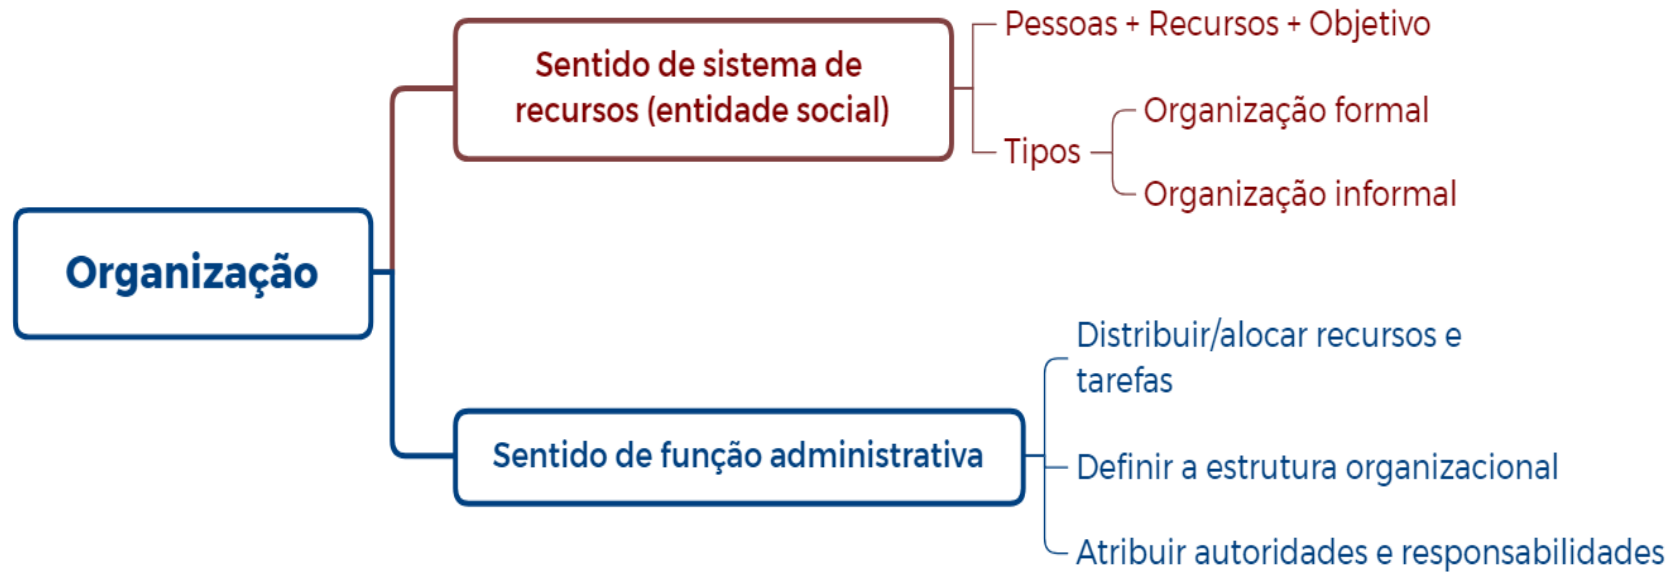 Organização
Sentido de sistema de
recursos (entidade social)
Pessoas + Recursos + Objetivo
Tipos
Organização formal
Organização informal
Sentido de função administrativa
Distribuir/alocar recursos e
tarefas
Definir a estrutura organizacional
Atribuir autoridades e responsabilidades